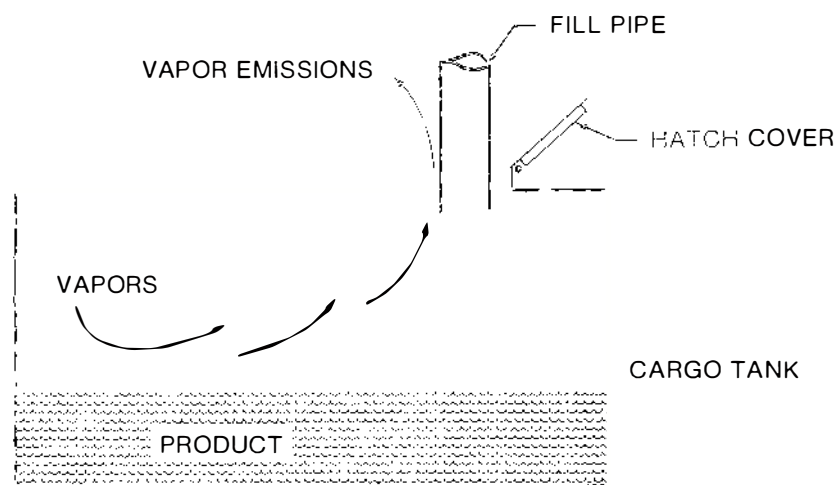 FILL PIPE
VAPOR EMISSIONS
HATCH COVER
VAPORS
CARGO TANK
PRODUCT